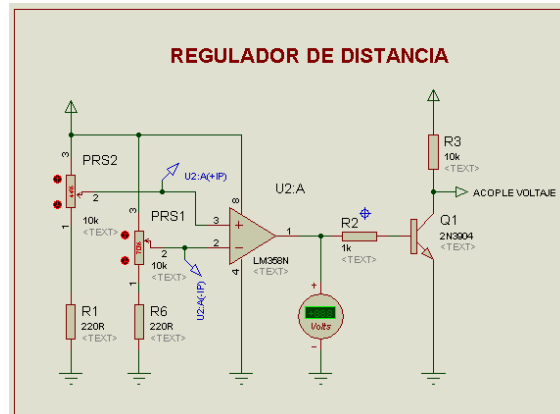 REGULADOR DE DISTANCIA
PRS2
3
2
1
10k
<TEXT>
U2:A(+IP)
PRS1
3
2
1
10k
<TEXT>
U2:A(-IP)
U2:A
8
3
2
1
4
LM358N
<TEXT>
R1
220R
<TEXT>
R6
220R
<TEXT>
R2
1k
<TEXT>
+
Volts
-
R3
10k
<TEXT>
ACOPLE VOLTAJE
Q1
2N3904
<TEXT>